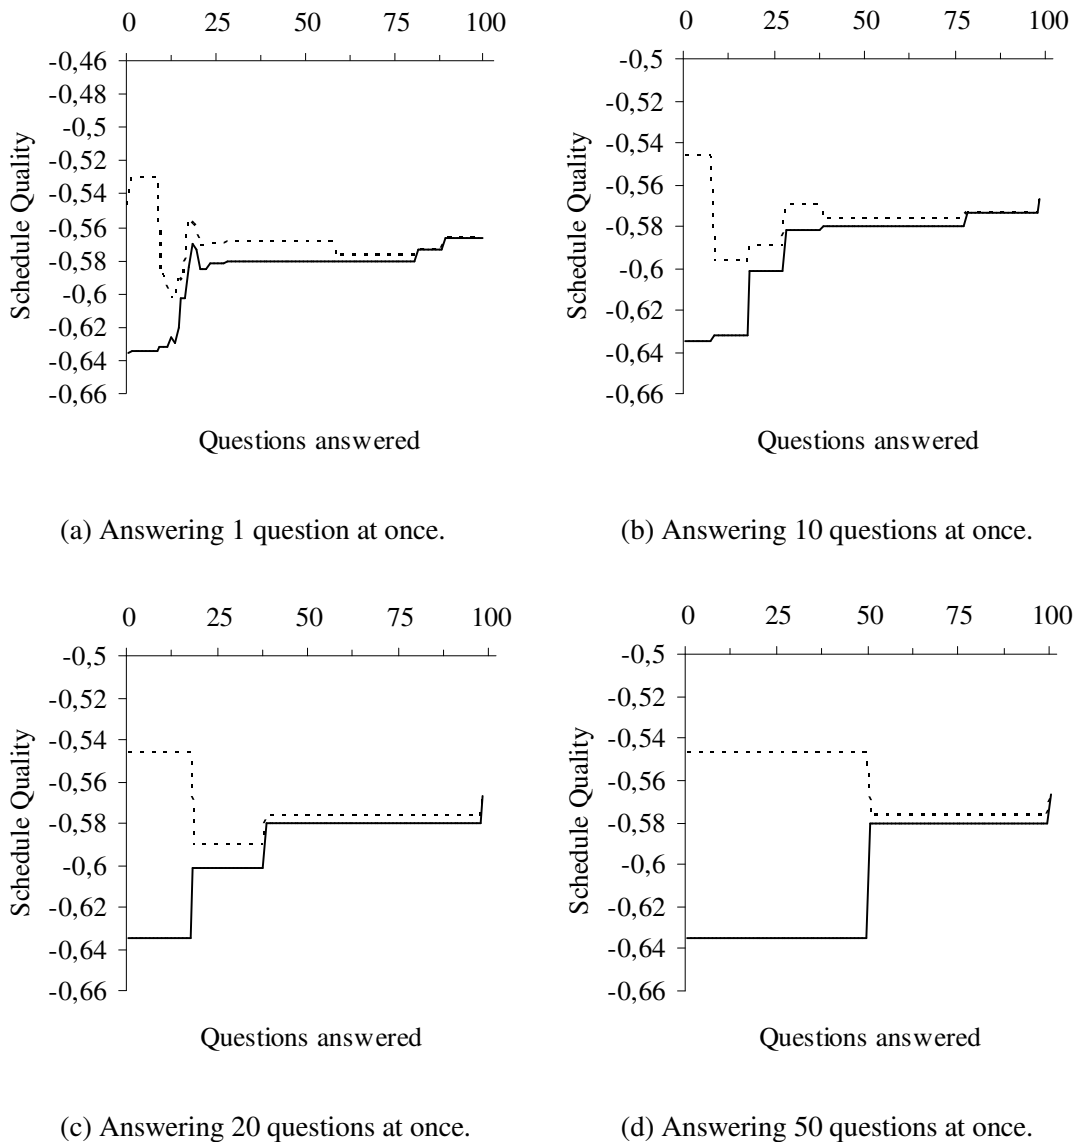 0 25 50 75 100
-0,46
-0,48
-0,5
-0,52
-0,54
-0,56
-0,58
-0,6
-0,62
-0,64
-0,66
Schedule Quality
Questions answered
(a) Answering 1 question at once.
0 25 50 75 100
-0,5
-0,52
-0,54
-0,56
-0,58
-0,6
-0,62
-0,64
-0,66
Schedule Quality
Questions answered
(b) Answering 10 questions at once.
0 25 50 75 100
-0,5
-0,52
-0,54
-0,56
-0,58
-0,6
-0,62
-0,64
-0,66
Schedule Quality
Questions answered
(c) Answering 20 questions at once.
0 25 50 75 100
-0,5
-0,52
-0,54
-0,56
-0,58
-0,6
-0,62
-0,64
-0,66
Schedule Quality
Questions answered
(d) Answering 50 questions at once.